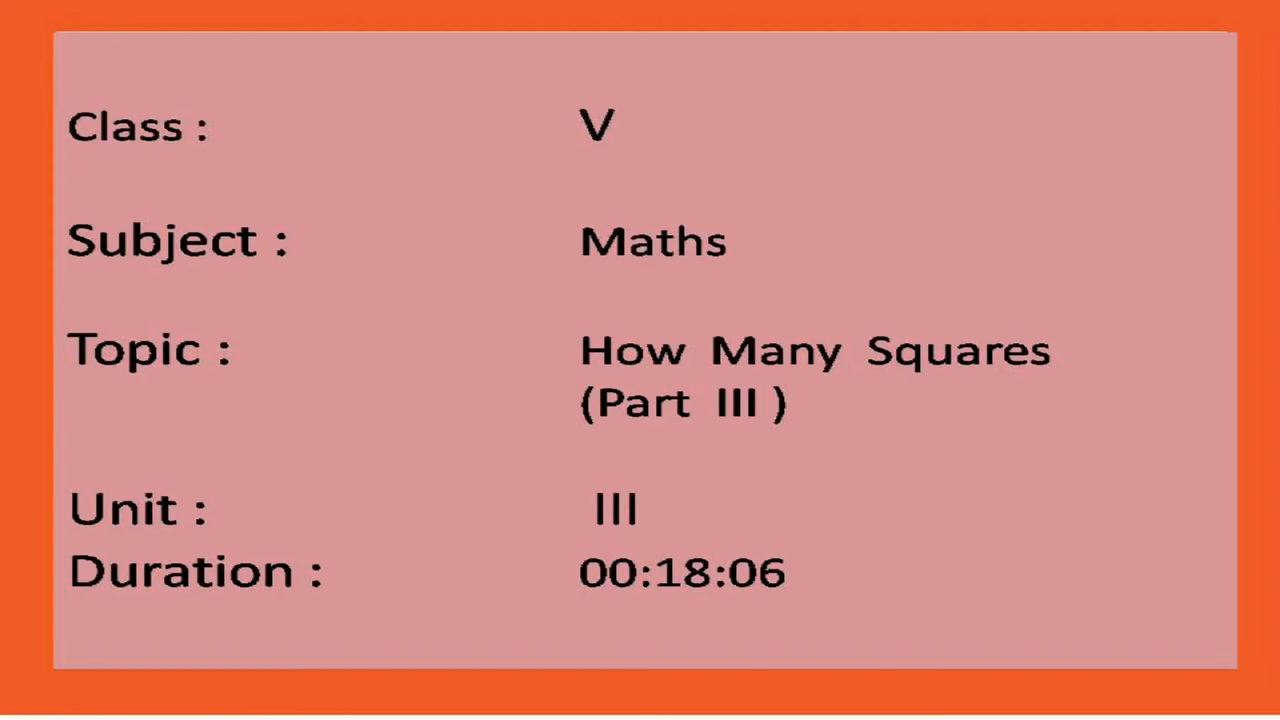 Class : V
Subject : Maths
Topic : How Many Squares
(Part III )
Unit : III
Duration : 00:18:06